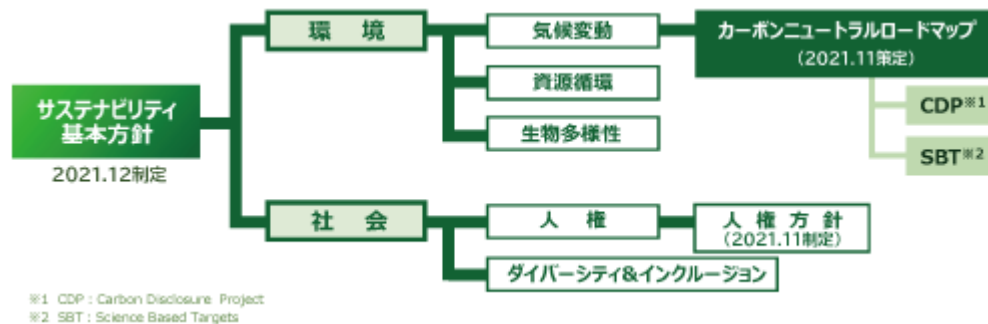 環 境
気候変動
カーボンニュートラルロードマップ
(2021.11策定)
資源循環
CDP※1
サステナビリティ
基本方針
生物多様性
SBT※2
2021.12制定
社 会
人 権
人 権 方 針
(2021.11制定)
ダイバーシティ&インクルージョン
※1 CDP : Carbon Disclosure Project
※2 SBT : Science Based Targets